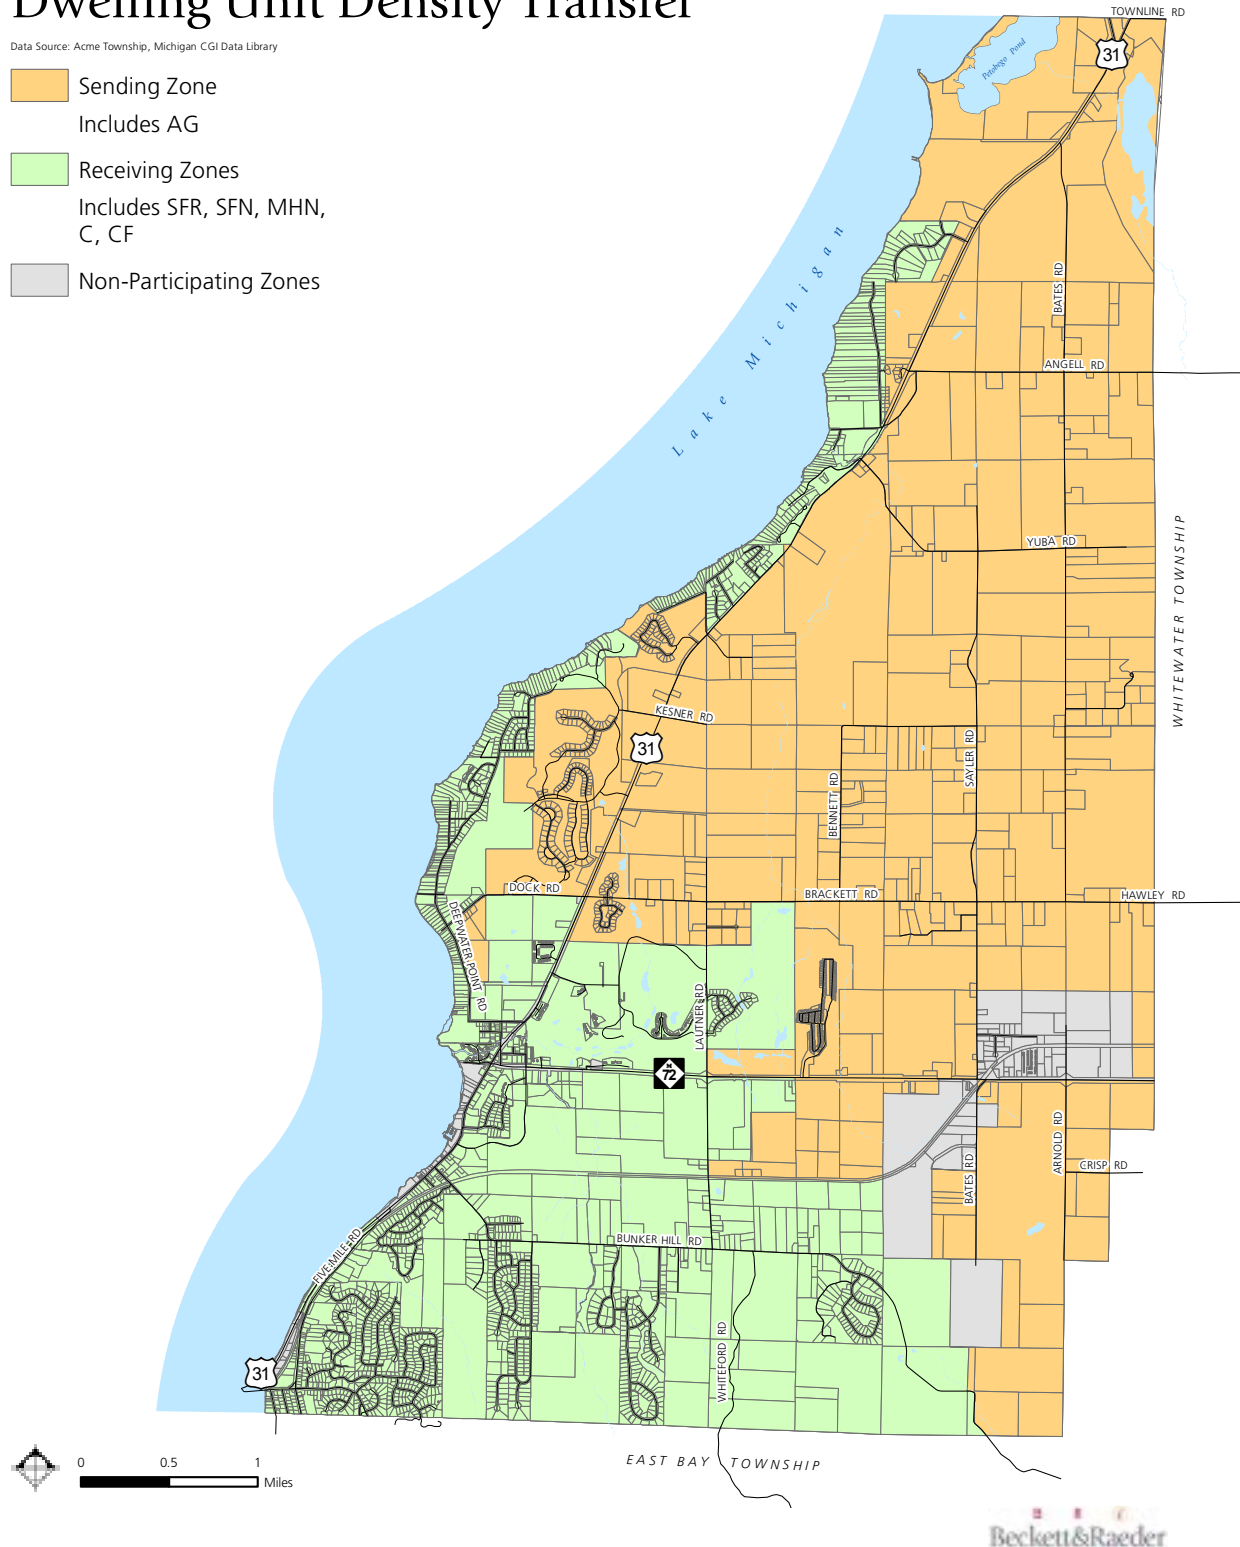 Dwelling Unit Density Transfer
Data Source: Acme Township, Michigan CGI Data Library
Sending Zone
Includes AG
Receiving Zones
Includes SFR, SFN, MHN,
C, CF
Non-Participating Zones
TOWNLINE RD
31
Petobego Pond
Lake Michigan
BATES RD
ANGELL RD
YUBA RD
WHITEWATER TOWNSHIP
KESNER RD
31
SAYLER RD
BENNETT RD
DOCK RD
BRACKETT RD
HAWLEY RD
DEEPWATER POINT RD
LAUTNER RD
M
72
ARNOLD RD
BATES RD
CRISP RD
FIVE MILE RD
BUNKER HILL RD
WHITEFORD RD
31
EAST BAY TOWNSHIP
0 0.5 1
Miles
Beckett&Raeder